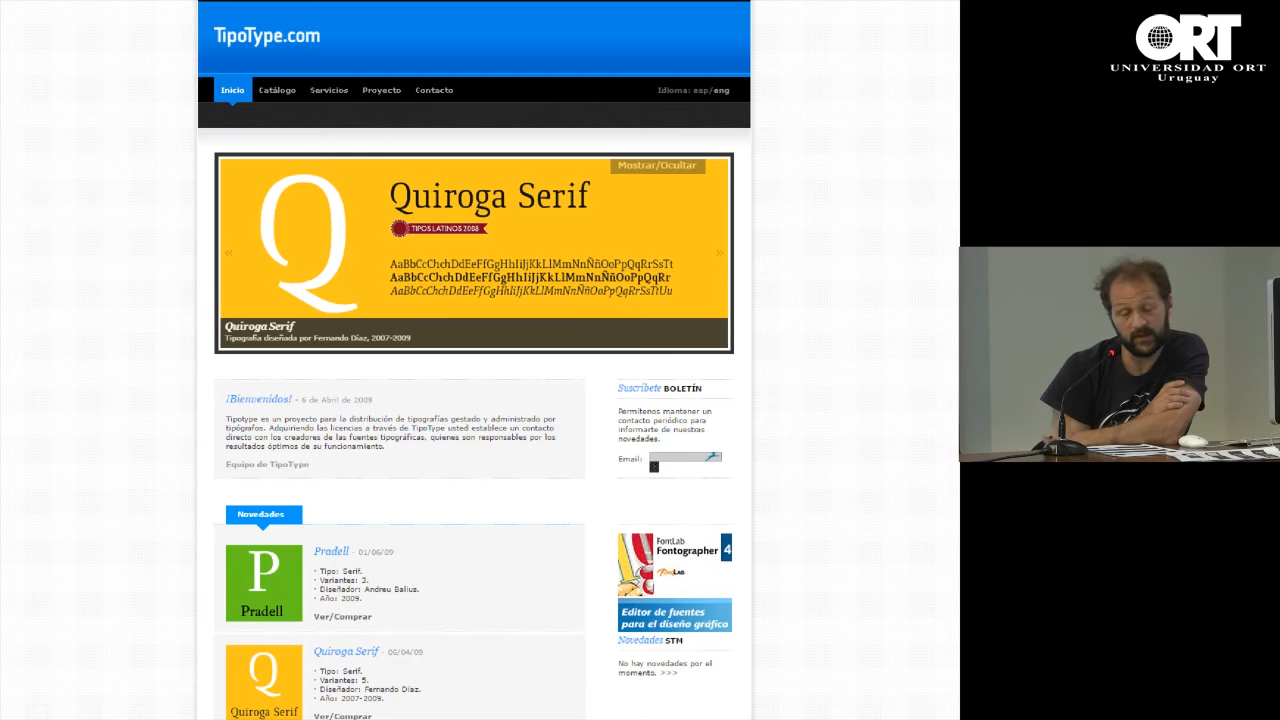 TipoType.com
Inicio
Catálogo
Servicios
Proyecto
Contacto
Idioma: esp/eng
Mostrar/Ocultar
Q
Quiroga Serif
TIPOS LATINOS 2008
«
»
AaBbCcChchDdEeFfGgHhIiJjKkLlMmNnÑñOoPpQqRrSsTt
AaBbCcChchDdEeFfGgHhIiJjKkLlMmNnÑñOoPpQqRr
AaBbCcChchDdEeFfGgHhIiJjKkLlMmNnÑñOoPpQqRrSsTtUu
Quiroga Serif
Tipografía diseñada por Fernando Díaz, 2007-2009
¡Bienvenidos! - 6 de Abril de 2009
Tipotype es un proyecto para la distribución de tipografías gestado y administrado por
tipógrafos. Adquiriendo las licencias a través de TipoType usted establece un contacto
directo con los creadores de las fuentes tipográficas, quienes son responsables por los
resultados óptimos de su funcionamiento.
Equipo de TipoType
Suscríbete BOLETÍN
Permítenos mantener un
contacto periódico para
informarte de nuestras
novedades.
Email:
Novedades
P
Pradell
Pradell - 01/06/09
· Tipo: Serif.
· Variantes: 3.
· Diseñador: Andreu Balius.
· Año: 2009.
Ver/Comprar
Q
Quiroga Serif
Quiroga Serif - 06/04/09
· Tipo: Serif.
· Variantes: 5.
· Diseñador: Fernando Díaz.
· Año: 2007-2009.
Ver/Comprar
FontLab
Fontographer 4
FontLAB
Editor de fuentes
para el diseño gráfico
Novedades STM
No hay novedades por el
momento. >>>
ORT
UNIVERSIDAD ORT
Uruguay